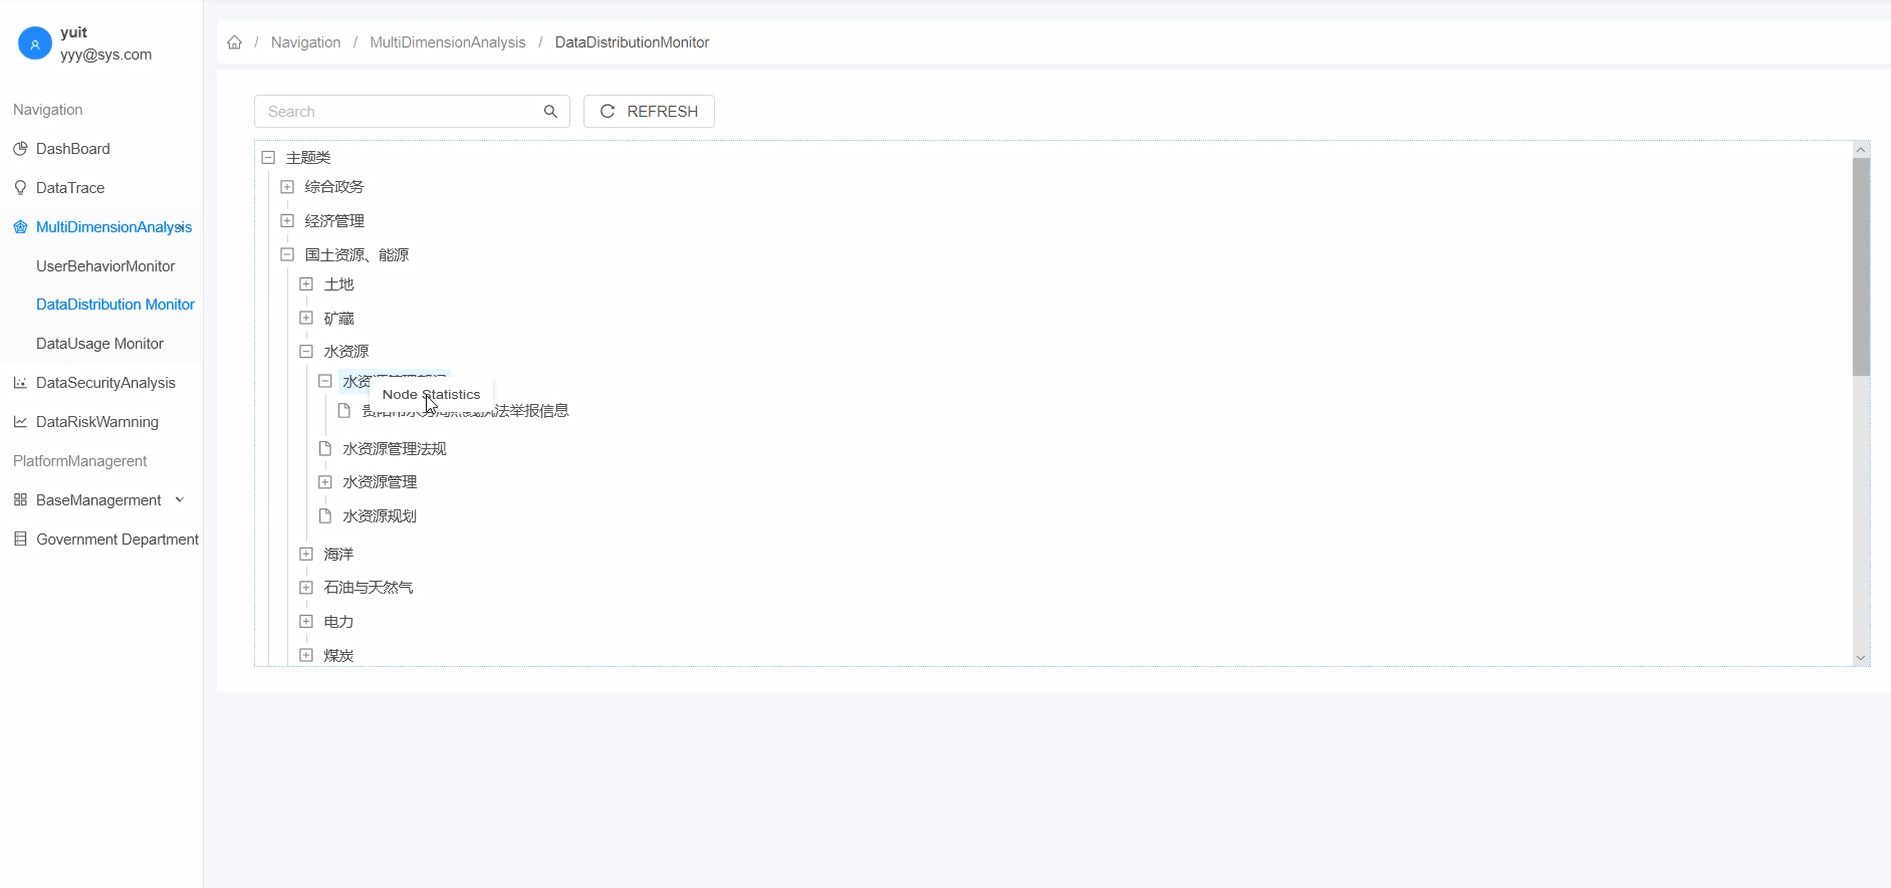 yuit
yyy@sys.com
Navigation
DashBoard
DataTrace
MultiDimensionAnalysis
UserBehaviorMonitor
DataDistribution Monitor
DataUsage Monitor
DataSecurityAnalysis
DataRiskWarnning
PlatformManagerent
BaseManagerment
Government Department
/ Navigation / MultiDimensionAnalysis / DataDistributionMonitor
Search
REFRESH
主题类
综合政务
经济管理
国土资源、能源
土地
矿藏
水资源
水资
Node Statistics
法举报信息
水资源管理法规
水资源管理
水资源规划
海洋
石油与天然气
电力
煤炭